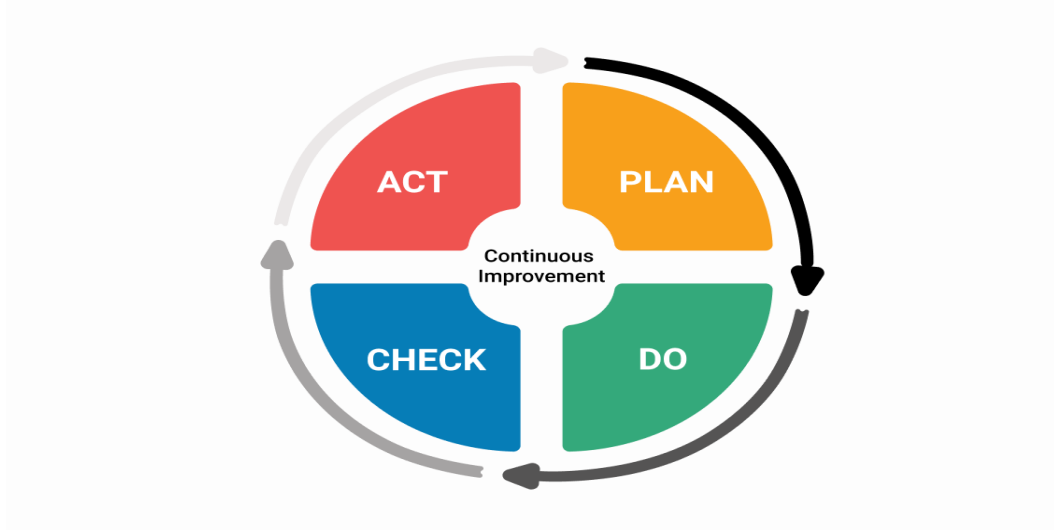 ACT
PLAN
Continuous
Improvement
CHECK
DO